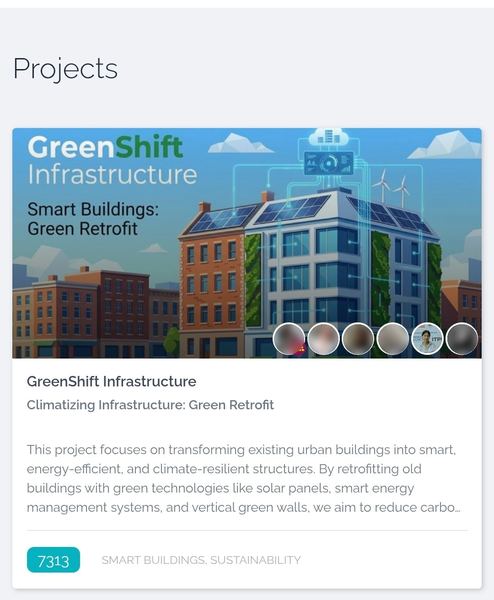 Projects
GreenShift
Infrastructure
Smart Buildings:
Green Retrofit
GreenShift Infrastructure
Climatizing Infrastructure: Green Retrofit
This project focuses on transforming existing urban buildings into smart,
energy-efficient, and climate-resilient structures. By retrofitting old
buildings with green technologies like solar panels, smart energy
management systems, and vertical green walls, we aim to reduce carbo...
7313
SMART BUILDINGS, SUSTAINABILITY